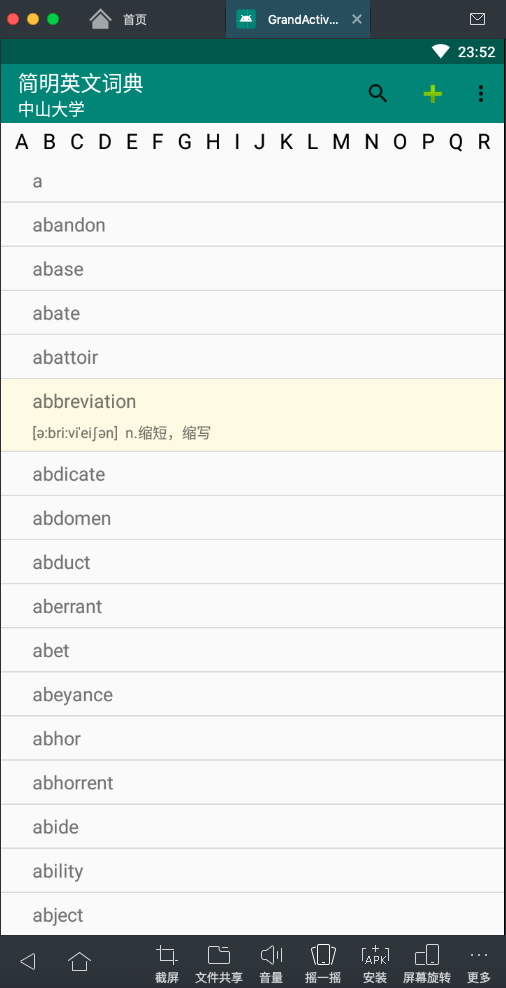 首页
GrandActiv...
23:52
简明英文词典
中山大学
A B C D E F G H I J K L M N O P Q R
a
abandon
abase
abate
abattoir
abbreviation
[ə:bri:vi'eiʃən] n.缩短，缩写
abdicate
abdomen
abduct
aberrant
abet
abeyance
abhor
abhorrent
abide
ability
abject
截屏 文件共享 音量 摇一摇 APK 安装 屏幕旋转 更多